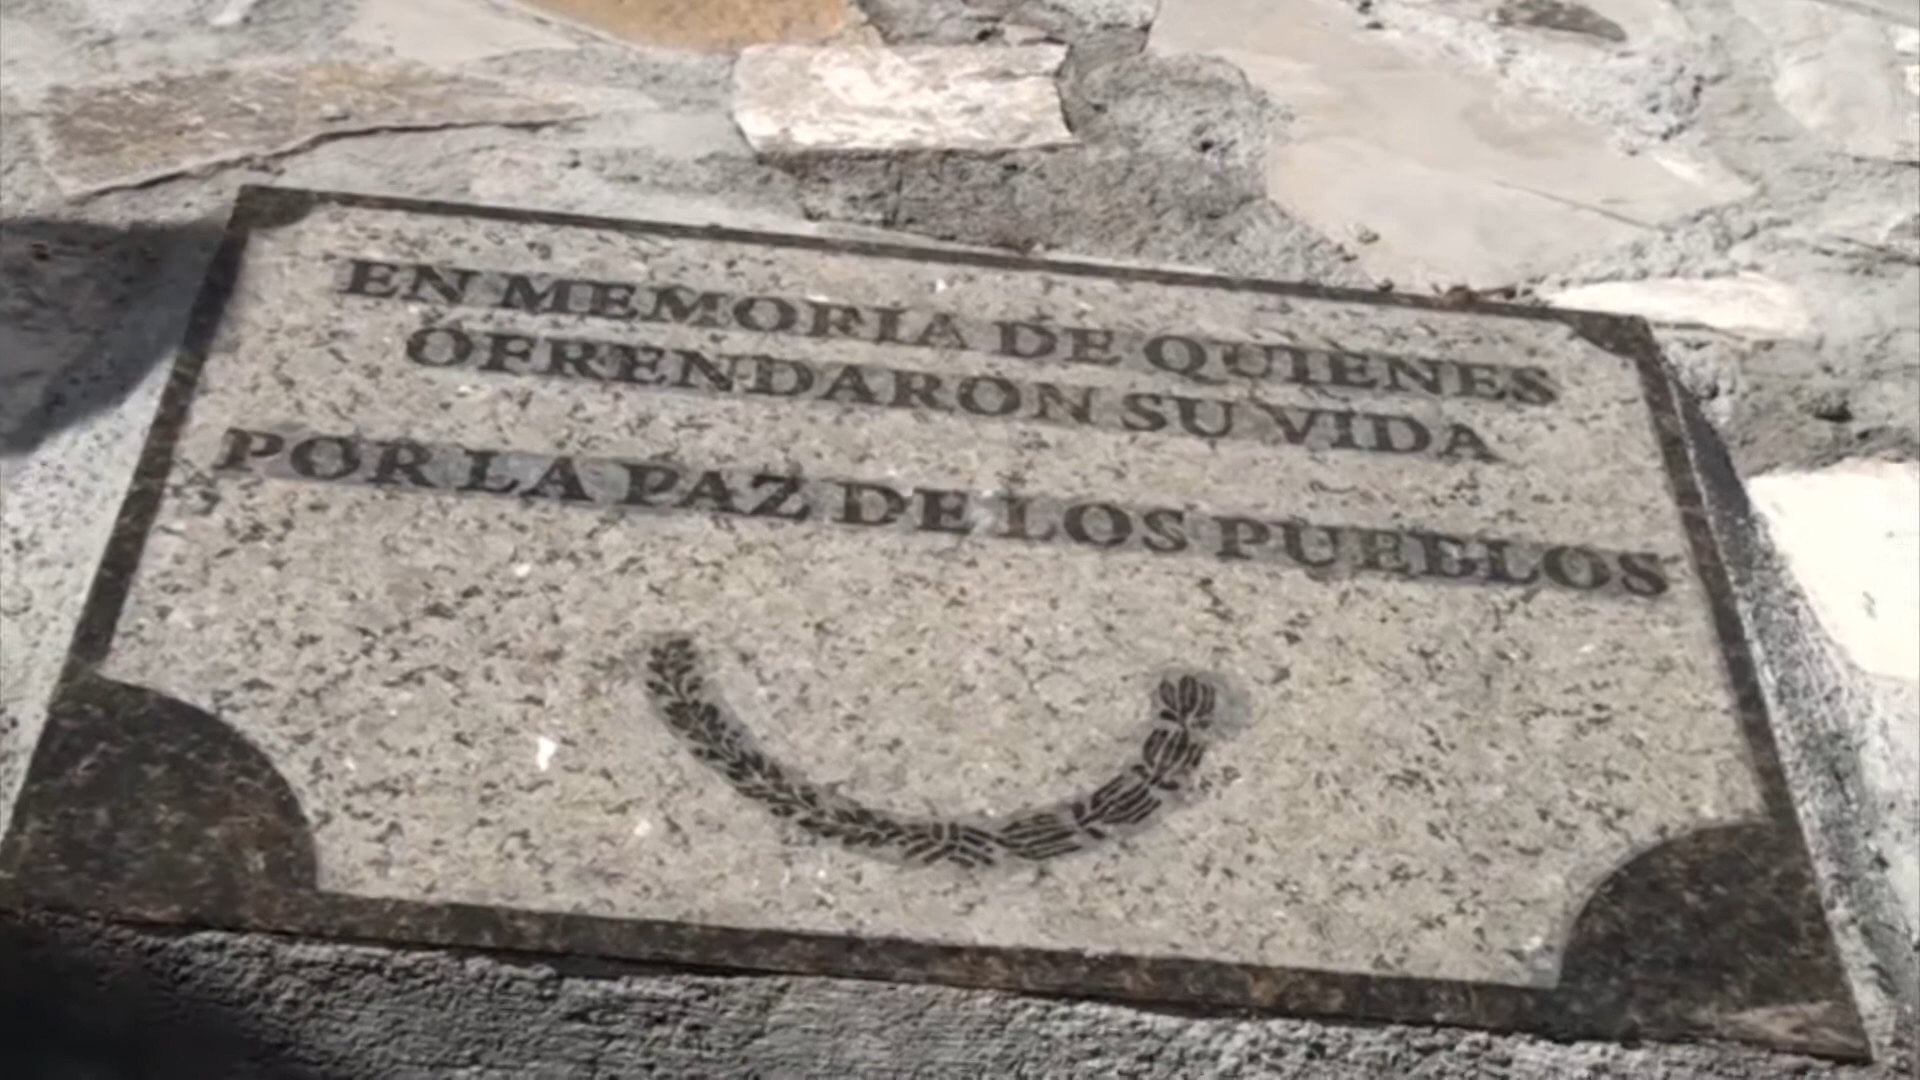 EN MEMORIA DE QUIENES
OFRENDARON SU VIDA
POR LA PAZ DE LOS PUEBLOS